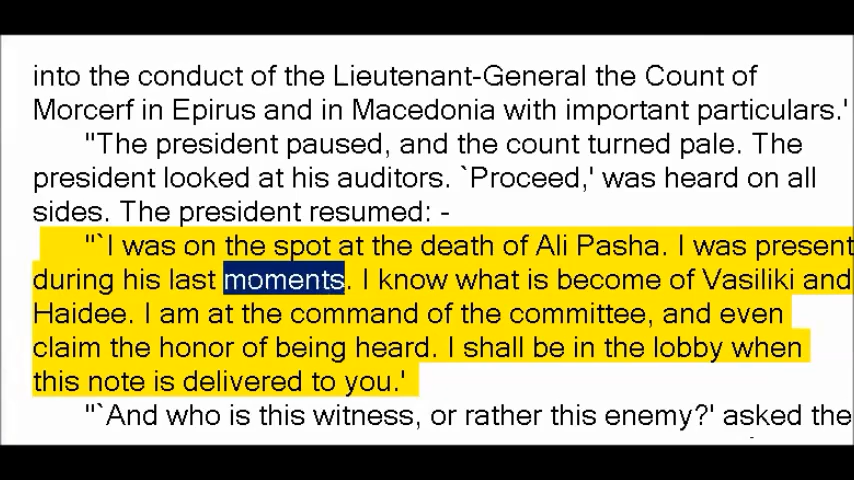 into the conduct of the Lieutenant-General the Count of
Morcerf in Epirus and in Macedonia with important particulars.'
"The president paused, and the count turned pale. The
president looked at his auditors. `Proceed,' was heard on all
sides. The president resumed: -
"`I was on the spot at the death of Ali Pasha. I was present
during his last moments. I know what is become of Vasiliki and
Haidee. I am at the command of the committee, and even
claim the honor of being heard. I shall be in the lobby when
this note is delivered to you.'
"`And who is this witness, or rather this enemy?' asked the